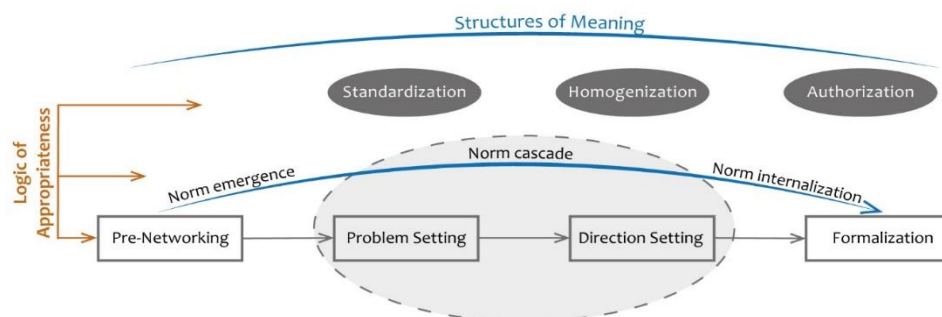 Structures of Meaning
Standardization
Homogenization
Authorization
Logic of
Appropriateness
Norm emergence
Norm cascade
Norm internalization
Pre-Networking
Problem Setting
Direction Setting
Formalization